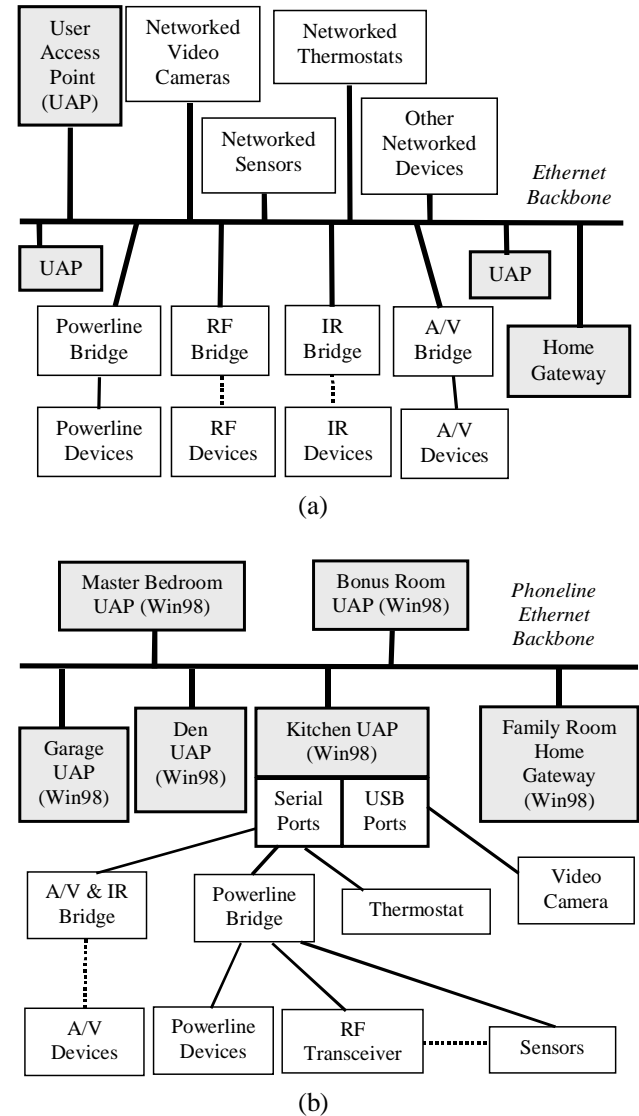 User
Access
Point
(UAP)
Networked
Video
Cameras
Networked
Thermostats
Networked
Sensors
Other
Networked
Devices
Ethernet
Backbone
UAP
UAP
Powerline
Bridge
RF
Bridge
IR
Bridge
A/V
Bridge
Home
Gateway
Powerline
Devices
RF
Devices
IR
Devices
A/V
Devices
(a)
Master Bedroom
UAP (Win98)
Bonus Room
UAP (Win98)
Phoneline
Ethernet
Backbone
Garage
UAP
(Win98)
Den
UAP
(Win98)
Kitchen UAP
(Win98)
Family Room
Home
Gateway
(Win98)
Serial
Ports
USB
Ports
A/V & IR
Bridge
Powerline
Bridge
Thermostat
Video
Camera
A/V
Devices
Powerline
Devices
RF
Transceiver
Sensors
(b)